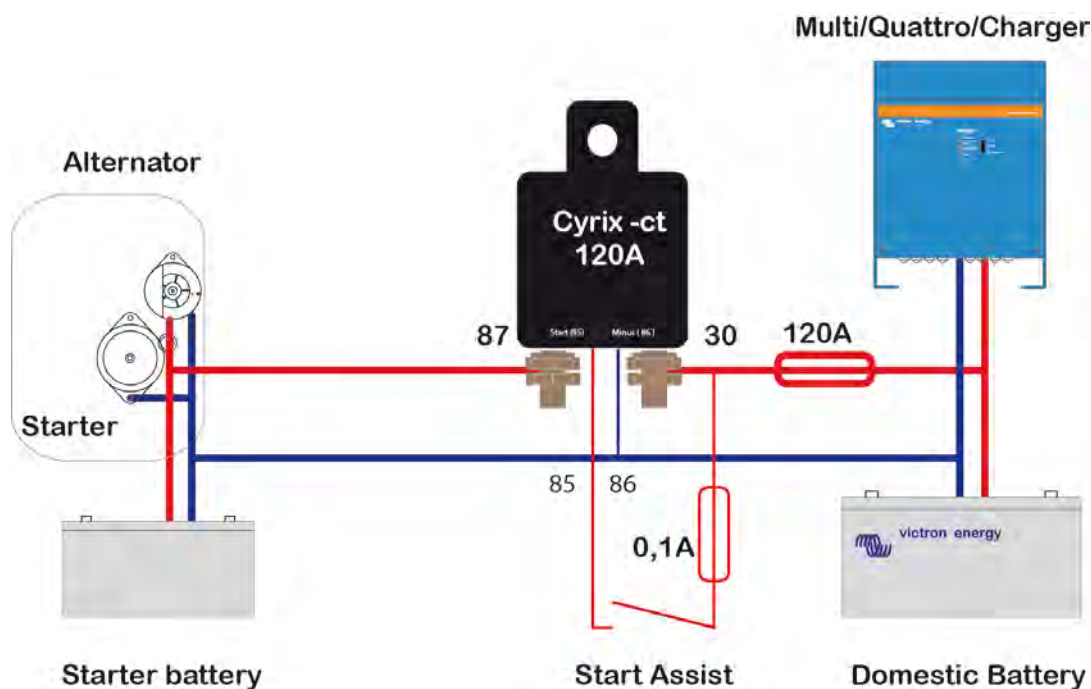 Multi/Quattro/Charger
Alternator
Cyrix -ct
120A
87
Start (85)
Minus ( 86 )
30
120A
Starter
85
86
0,1A
victron energy
Starter battery
Start Assist
Domestic Battery